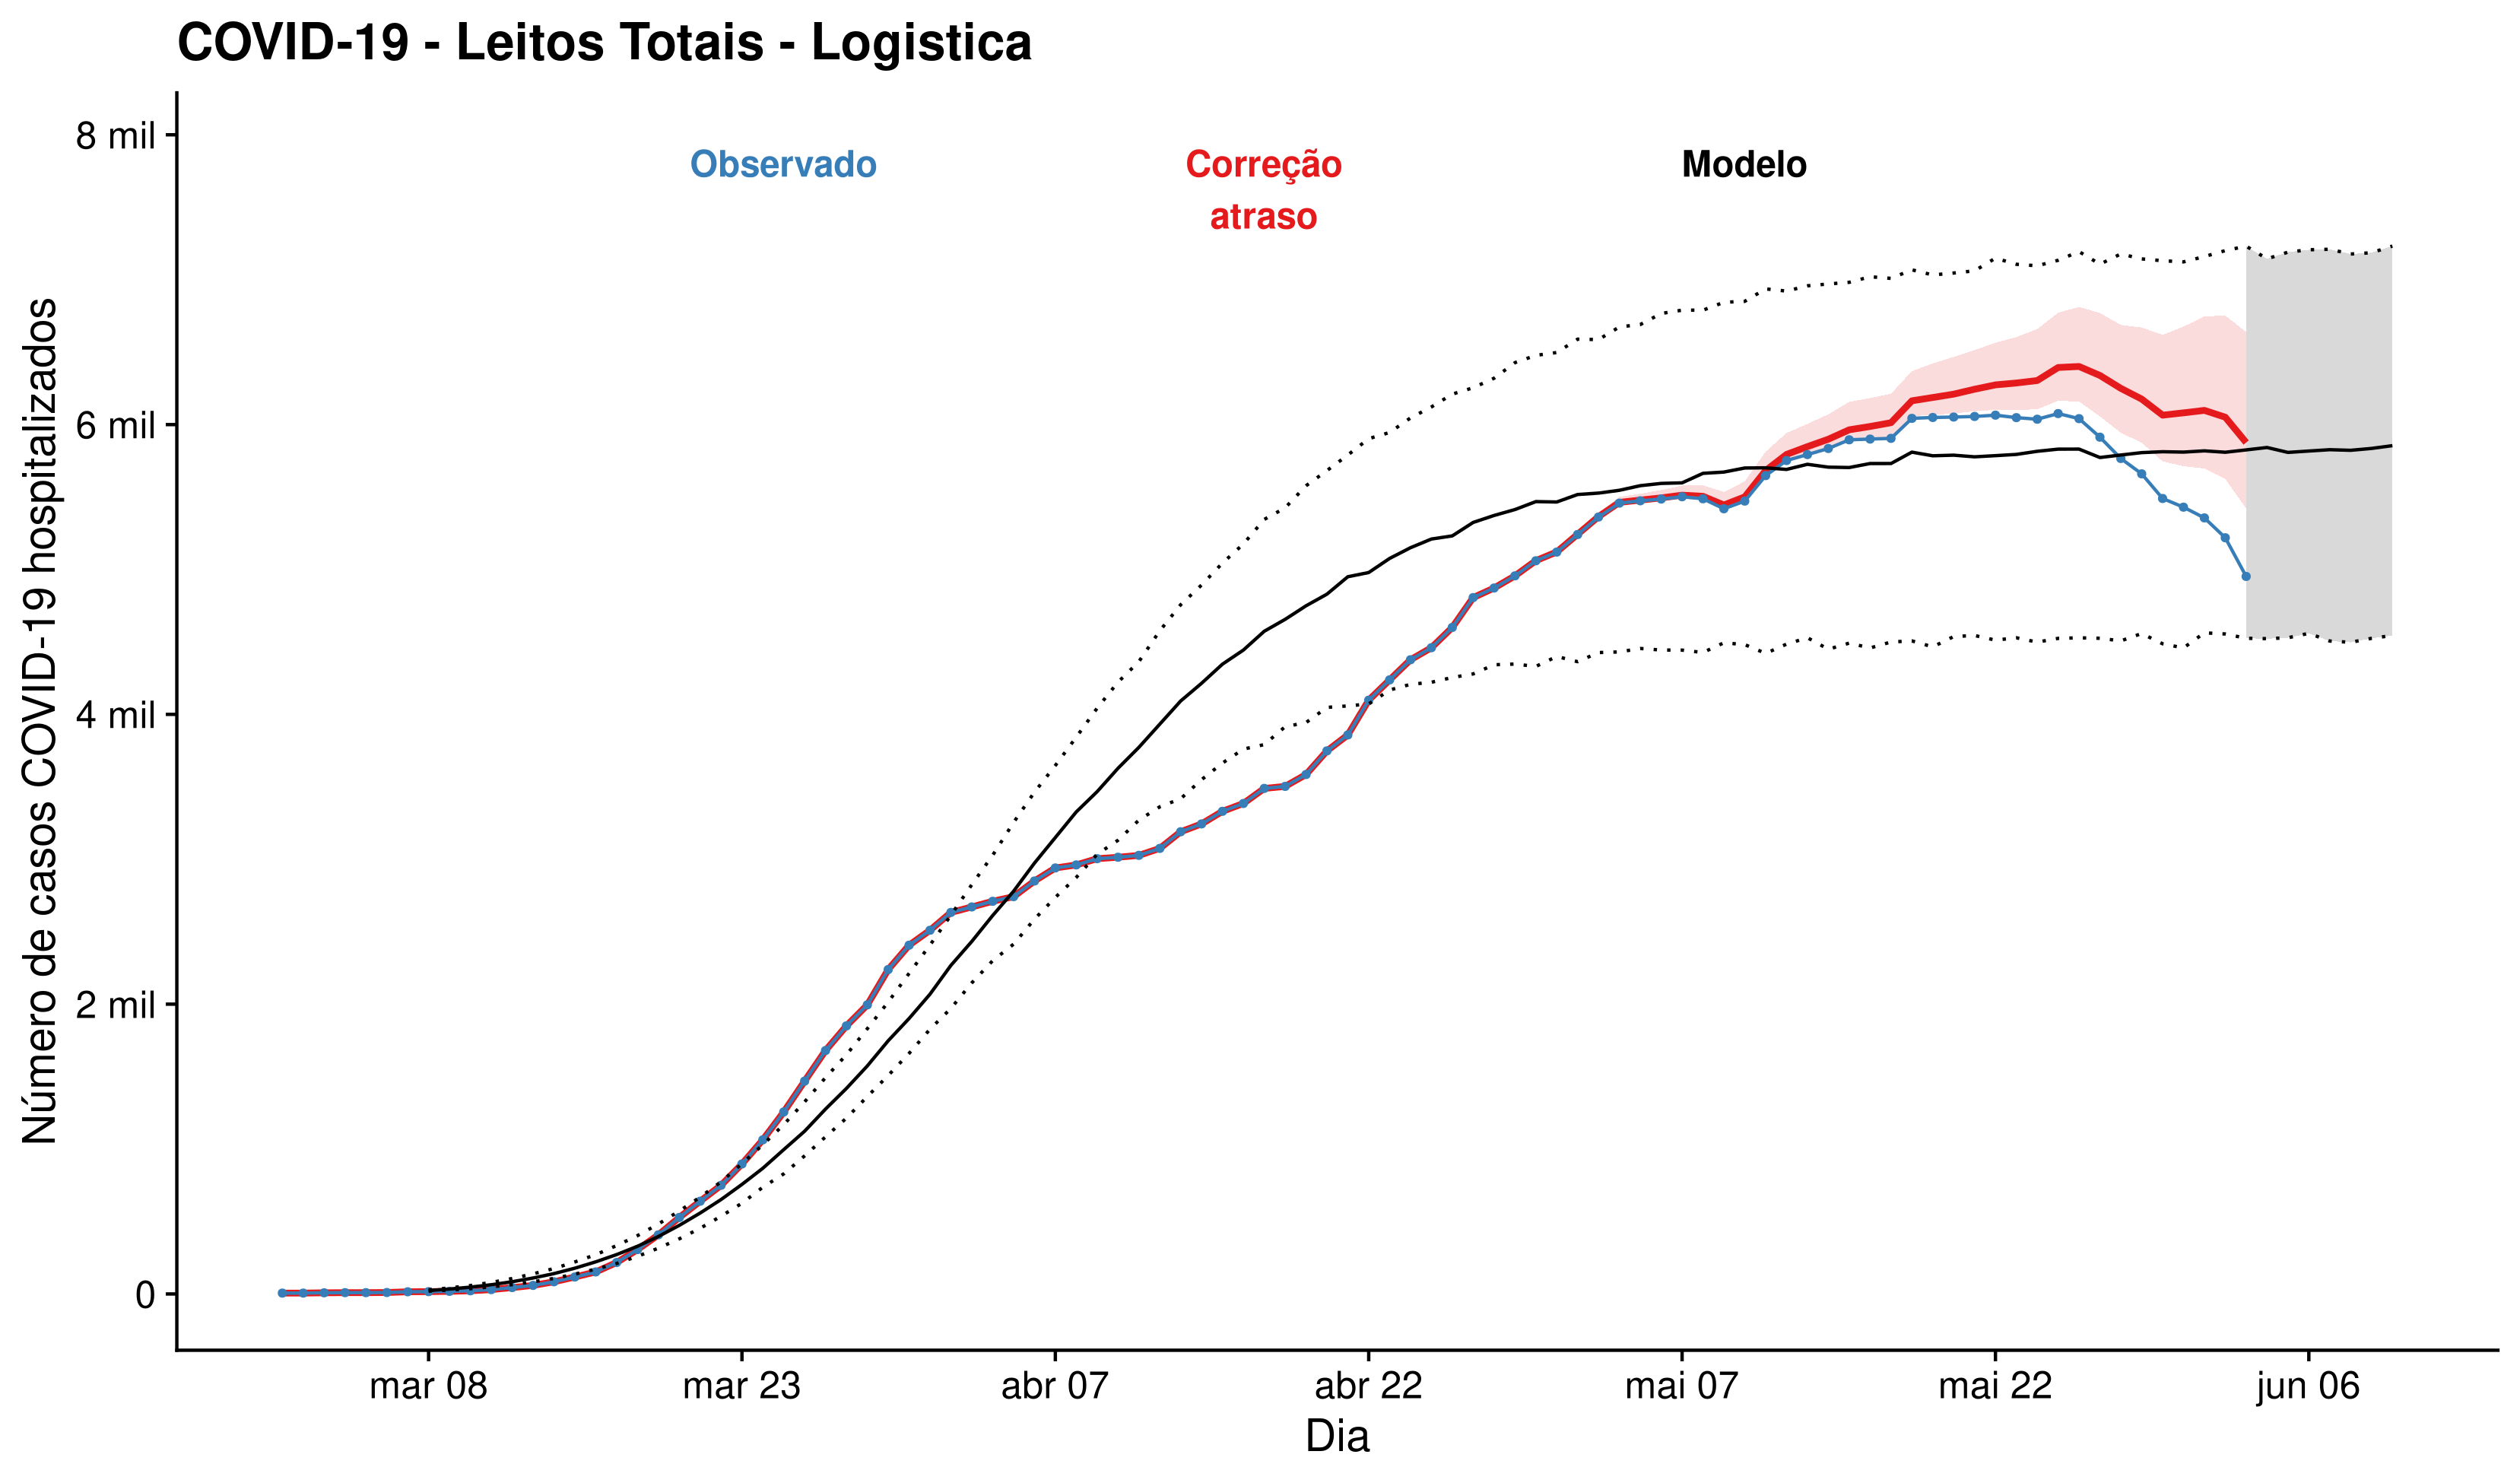 COVID-19 - Leitos Totais - Logistica
Observado
Correção
atraso
Modelo
Número de casos COVID-19 hospitalizados
8 mil
6 mil
4 mil
2 mil
0
mar 08
mar 23
abr 07
abr 22
mai 07
mai 22
jun 06
Dia